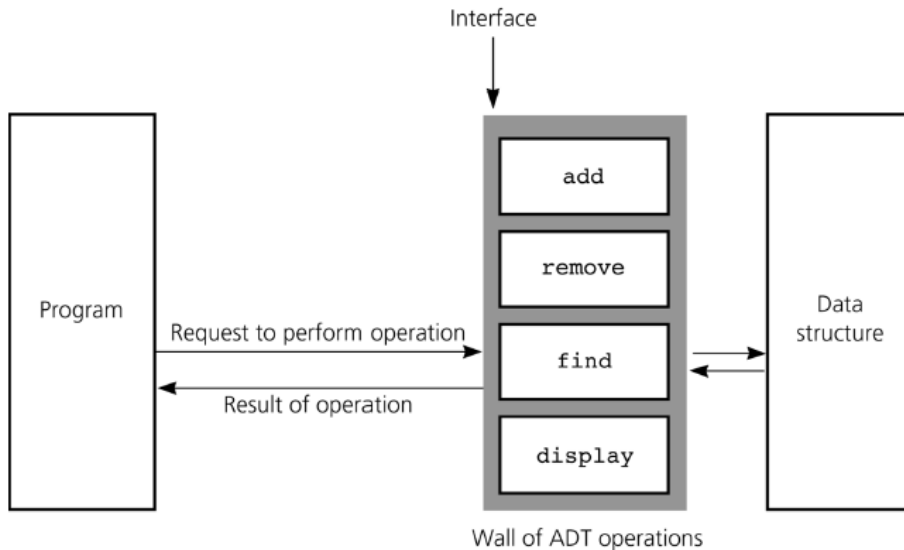 Interface
add
remove
Program
Request to perform operation
find
Result of operation
display
Data
structure
Wall of ADT operations